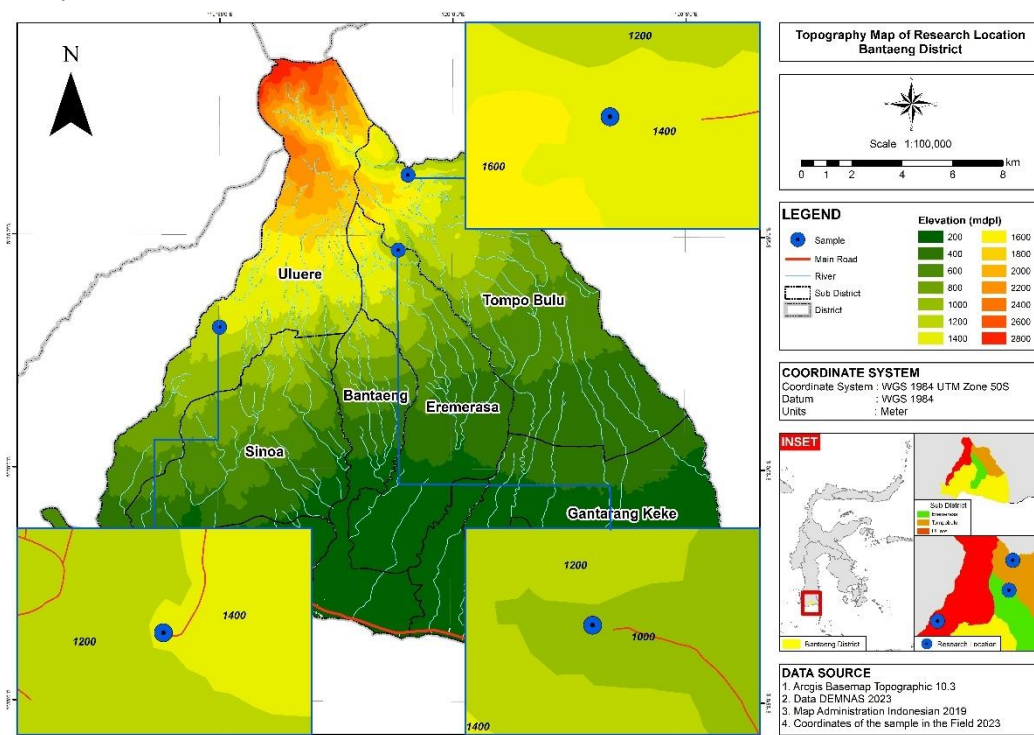 Topography Map of Research Location
Bantaeng District
N
Scale 1:100,000
0 1 2 4 6 8
km
LEGEND
Sample
Main Road
River
Sub District
District
Elevation (mdpl)
200
400
600
800
1000
1200
1400
1600
1800
2000
2200
2400
2600
2800
COORDINATE SYSTEM
Coordinate System : WGS 1984 UTM Zone 50S
Datum : WGS 1984
Units : Meter
INSET
Sub District
Bantaeng District
Research Location
DATA SOURCE
1. Arcgis Basemap Topographic 10.3
2. Data DEMNAS 2023
3. Map Administration Indonesian 2019
4. Coordinates of the sample in the Field 2023
1200
1400
1600
Uluere
Tompo Bulu
Bantaeng
Eremerasa
Sinoa
Gantarang Keke
1200
1400
1200
1000
1400